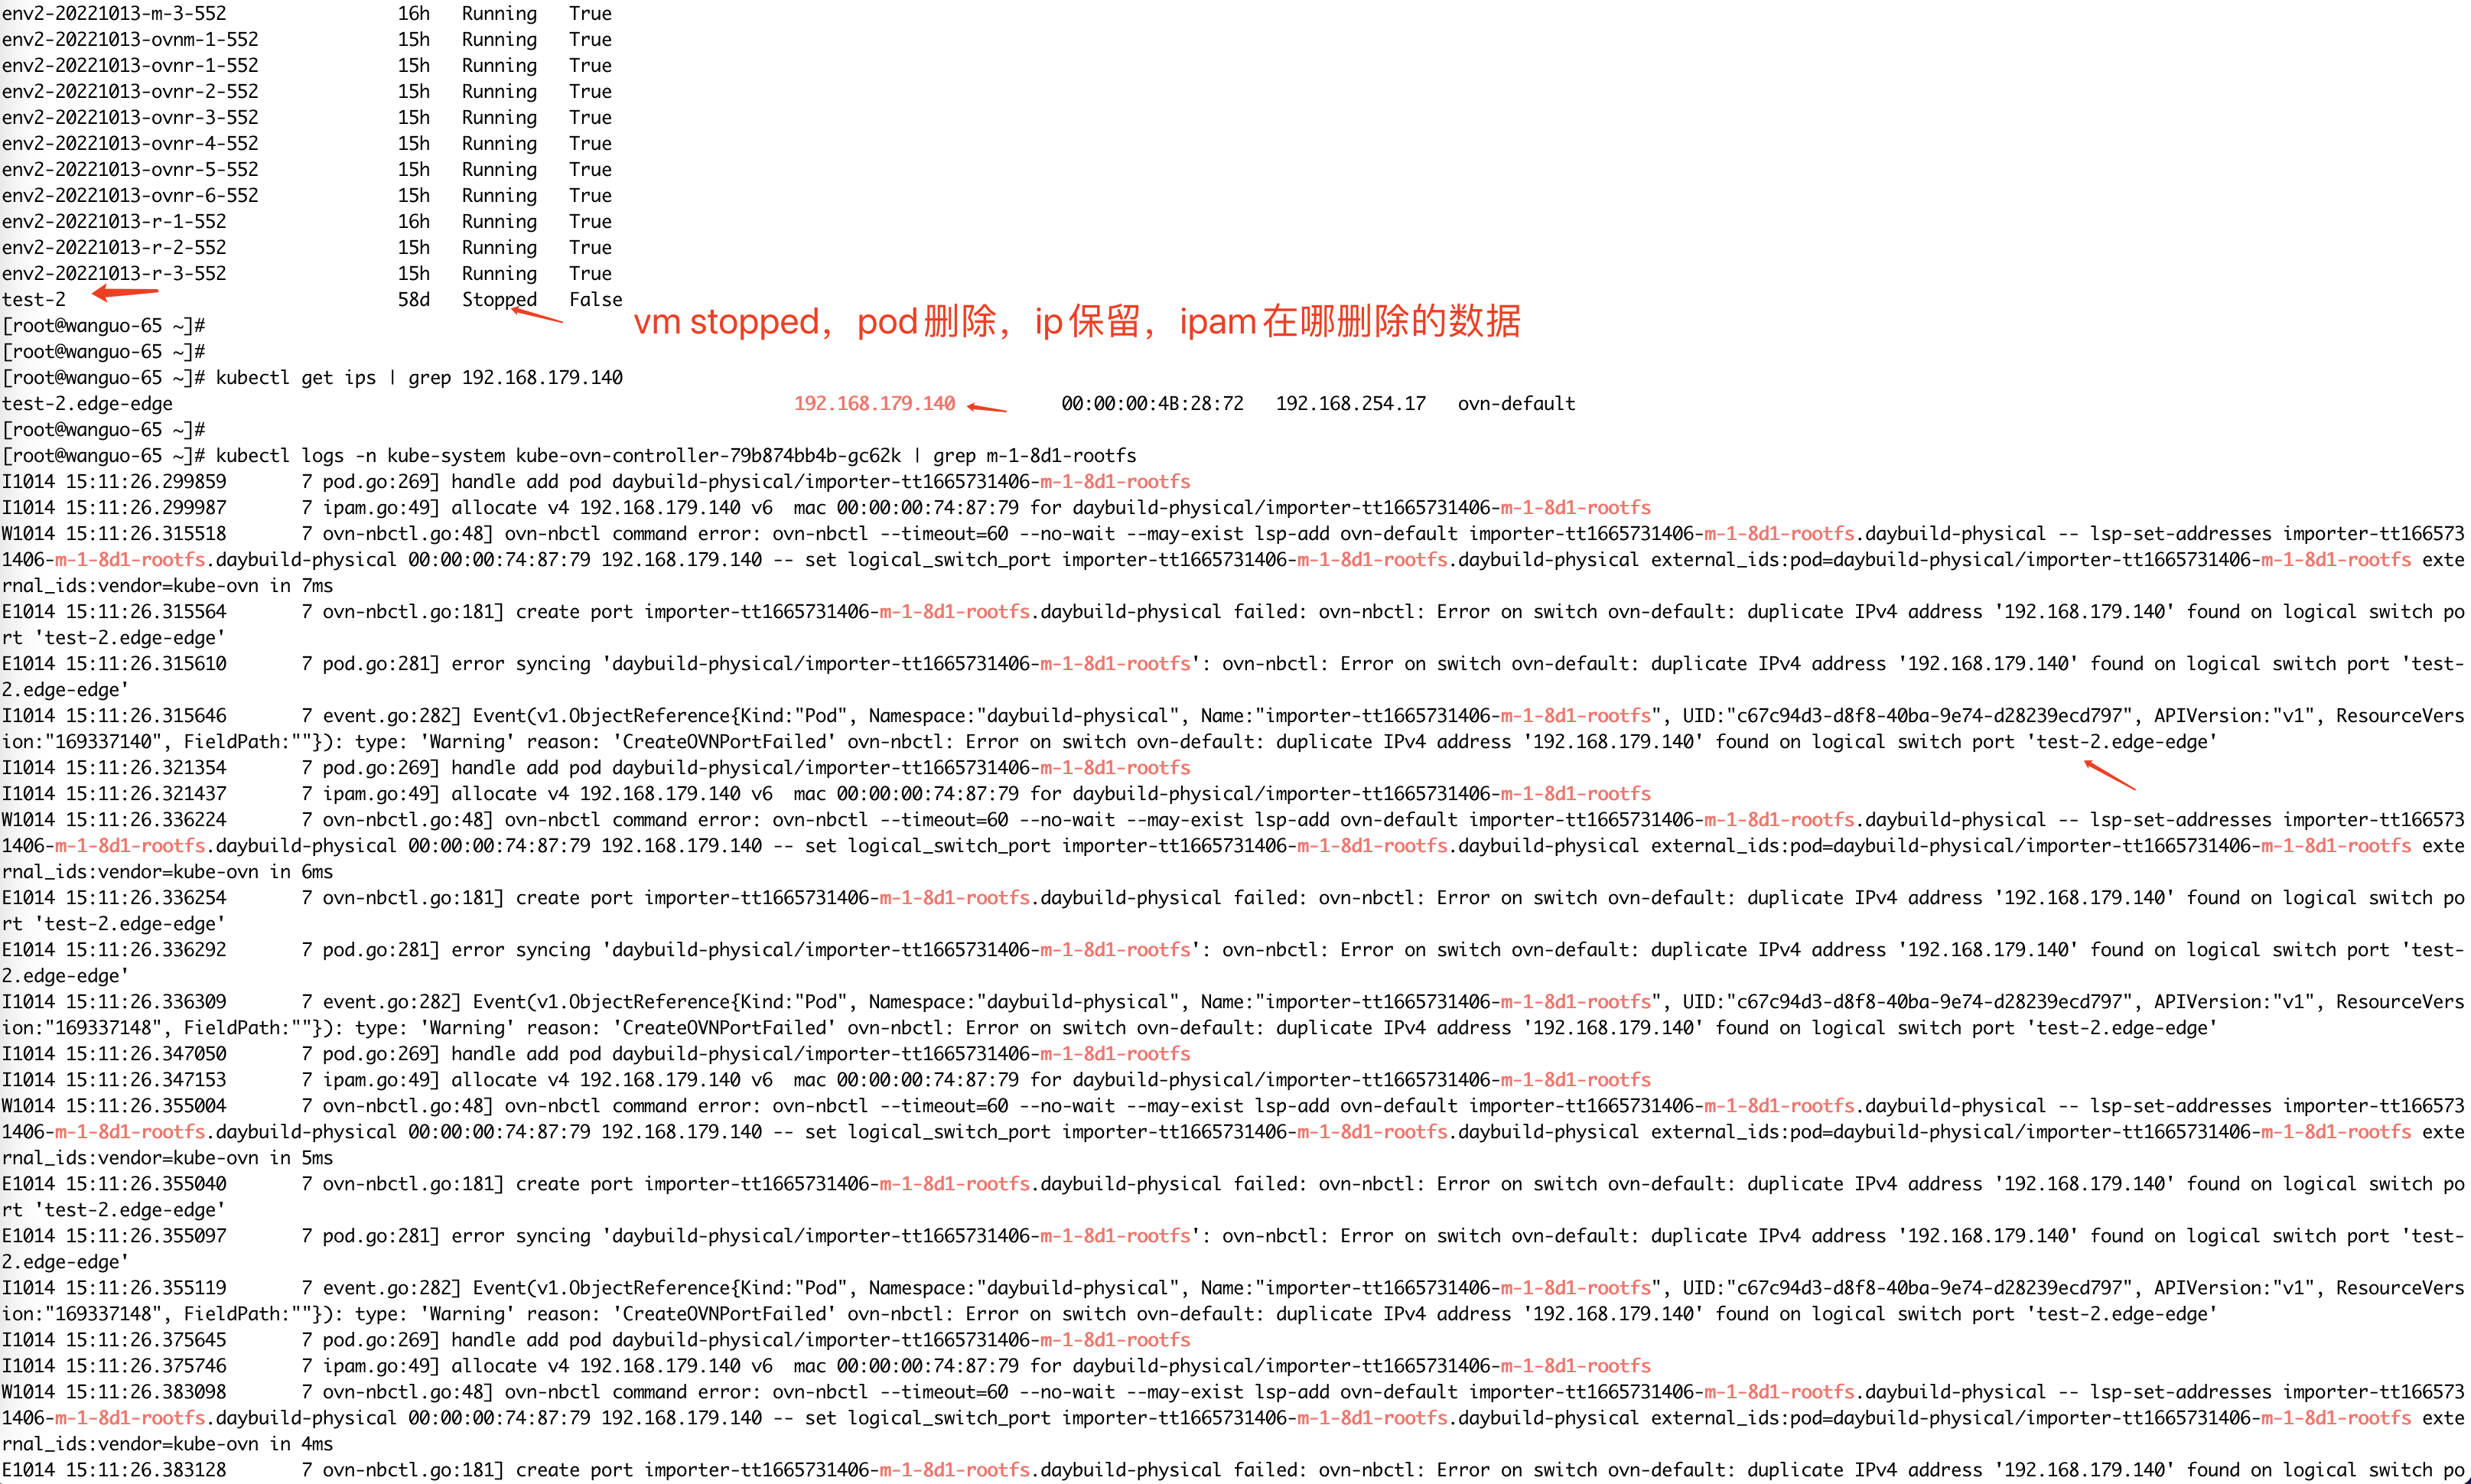 env2-20221013-m-3-552 16h Running True
env2-20221013-ovnm-1-552 15h Running True
env2-20221013-ovnr-1-552 15h Running True
env2-20221013-ovnr-2-552 15h Running True
env2-20221013-ovnr-3-552 15h Running True
env2-20221013-ovnr-4-552 15h Running True
env2-20221013-ovnr-5-552 15h Running True
env2-20221013-ovnr-6-552 15h Running True
env2-20221013-r-1-552 16h Running True
env2-20221013-r-2-552 15h Running True
env2-20221013-r-3-552 15h Running True
test-2 58d Stopped False
vm stopped，pod删除，ip保留，ipam在哪删除的数据
[root@wanguo-65 ~]#
[root@wanguo-65 ~]#
[root@wanguo-65 ~]# kubectl get ips | grep 192.168.179.140
test-2.edge-edge 192.168.179.140 00:00:00:4B:28:72 192.168.254.17 ovn-default
[root@wanguo-65 ~]#
[root@wanguo-65 ~]# kubectl logs -n kube-system kube-ovn-controller-79b874bb4b-gc62k | grep m-1-8d1-rootfs
I1014 15:11:26.299859 7 pod.go:269] handle add pod daybuild-physical/importer-tt1665731406-m-1-8d1-rootfs
I1014 15:11:26.299987 7 ipam.go:49] allocate v4 192.168.179.140 v6 mac 00:00:00:74:87:79 for daybuild-physical/importer-tt1665731406-m-1-8d1-rootfs
W1014 15:11:26.315518 7 ovn-nbctl.go:48] ovn-nbctl command error: ovn-nbctl --timeout=60 --no-wait --may-exist lsp-add ovn-default importer-tt1665731406-m-1-8d1-rootfs.daybuild-physical -- lsp-set-addresses importer-tt166573
1406-m-1-8d1-rootfs.daybuild-physical 00:00:00:74:87:79 192.168.179.140 -- set logical_switch_port importer-tt1665731406-m-1-8d1-rootfs.daybuild-physical external_ids:pod=daybuild-physical/importer-tt1665731406-m-1-8d1-rootfs exte
rnal_ids:vendor=kube-ovn in 7ms
E1014 15:11:26.315564 7 ovn-nbctl.go:181] create port importer-tt1665731406-m-1-8d1-rootfs.daybuild-physical failed: ovn-nbctl: Error on switch ovn-default: duplicate IPv4 address '192.168.179.140' found on logical switch po
rt 'test-2.edge-edge'
E1014 15:11:26.315610 7 pod.go:281] error syncing 'daybuild-physical/importer-tt1665731406-m-1-8d1-rootfs': ovn-nbctl: Error on switch ovn-default: duplicate IPv4 address '192.168.179.140' found on logical switch port 'test-
2.edge-edge'
I1014 15:11:26.315646 7 event.go:282] Event(v1.ObjectReference{Kind:"Pod", Namespace:"daybuild-physical", Name:"importer-tt1665731406-m-1-8d1-rootfs", UID:"c67c94d3-d8f8-40ba-9e74-d28239ecd797", APIVersion:"v1", ResourceVers
ion:"169337140", FieldPath:""}): type: 'Warning' reason: 'CreateOVNPortFailed' ovn-nbctl: Error on switch ovn-default: duplicate IPv4 address '192.168.179.140' found on logical switch port 'test-2.edge-edge'
I1014 15:11:26.321354 7 pod.go:269] handle add pod daybuild-physical/importer-tt1665731406-m-1-8d1-rootfs
I1014 15:11:26.321437 7 ipam.go:49] allocate v4 192.168.179.140 v6 mac 00:00:00:74:87:79 for daybuild-physical/importer-tt1665731406-m-1-8d1-rootfs
W1014 15:11:26.336224 7 ovn-nbctl.go:48] ovn-nbctl command error: ovn-nbctl --timeout=60 --no-wait --may-exist lsp-add ovn-default importer-tt1665731406-m-1-8d1-rootfs.daybuild-physical -- lsp-set-addresses importer-tt166573
1406-m-1-8d1-rootfs.daybuild-physical 00:00:00:74:87:79 192.168.179.140 -- set logical_switch_port importer-tt1665731406-m-1-8d1-rootfs.daybuild-physical external_ids:pod=daybuild-physical/importer-tt1665731406-m-1-8d1-rootfs exte
rnal_ids:vendor=kube-ovn in 6ms
E1014 15:11:26.336254 7 ovn-nbctl.go:181] create port importer-tt1665731406-m-1-8d1-rootfs.daybuild-physical failed: ovn-nbctl: Error on switch ovn-default: duplicate IPv4 address '192.168.179.140' found on logical switch po
rt 'test-2.edge-edge'
E1014 15:11:26.336292 7 pod.go:281] error syncing 'daybuild-physical/importer-tt1665731406-m-1-8d1-rootfs': ovn-nbctl: Error on switch ovn-default: duplicate IPv4 address '192.168.179.140' found on logical switch port 'test-
2.edge-edge'
I1014 15:11:26.336309 7 event.go:282] Event(v1.ObjectReference{Kind:"Pod", Namespace:"daybuild-physical", Name:"importer-tt1665731406-m-1-8d1-rootfs", UID:"c67c94d3-d8f8-40ba-9e74-d28239ecd797", APIVersion:"v1", ResourceVers
ion:"169337148", FieldPath:""}): type: 'Warning' reason: 'CreateOVNPortFailed' ovn-nbctl: Error on switch ovn-default: duplicate IPv4 address '192.168.179.140' found on logical switch port 'test-2.edge-edge'
I1014 15:11:26.347050 7 pod.go:269] handle add pod daybuild-physical/importer-tt1665731406-m-1-8d1-rootfs
I1014 15:11:26.347153 7 ipam.go:49] allocate v4 192.168.179.140 v6 mac 00:00:00:74:87:79 for daybuild-physical/importer-tt1665731406-m-1-8d1-rootfs
W1014 15:11:26.355004 7 ovn-nbctl.go:48] ovn-nbctl command error: ovn-nbctl --timeout=60 --no-wait --may-exist lsp-add ovn-default importer-tt1665731406-m-1-8d1-rootfs.daybuild-physical -- lsp-set-addresses importer-tt166573
1406-m-1-8d1-rootfs.daybuild-physical 00:00:00:74:87:79 192.168.179.140 -- set logical_switch_port importer-tt1665731406-m-1-8d1-rootfs.daybuild-physical external_ids:pod=daybuild-physical/importer-tt1665731406-m-1-8d1-rootfs exte
rnal_ids:vendor=kube-ovn in 5ms
E1014 15:11:26.355040 7 ovn-nbctl.go:181] create port importer-tt1665731406-m-1-8d1-rootfs.daybuild-physical failed: ovn-nbctl: Error on switch ovn-default: duplicate IPv4 address '192.168.179.140' found on logical switch po
rt 'test-2.edge-edge'
E1014 15:11:26.355097 7 pod.go:281] error syncing 'daybuild-physical/importer-tt1665731406-m-1-8d1-rootfs': ovn-nbctl: Error on switch ovn-default: duplicate IPv4 address '192.168.179.140' found on logical switch port 'test-
2.edge-edge'
I1014 15:11:26.355119 7 event.go:282] Event(v1.ObjectReference{Kind:"Pod", Namespace:"daybuild-physical", Name:"importer-tt1665731406-m-1-8d1-rootfs", UID:"c67c94d3-d8f8-40ba-9e74-d28239ecd797", APIVersion:"v1", ResourceVers
ion:"169337148", FieldPath:""}): type: 'Warning' reason: 'CreateOVNPortFailed' ovn-nbctl: Error on switch ovn-default: duplicate IPv4 address '192.168.179.140' found on logical switch port 'test-2.edge-edge'
I1014 15:11:26.375645 7 pod.go:269] handle add pod daybuild-physical/importer-tt1665731406-m-1-8d1-rootfs
I1014 15:11:26.375746 7 ipam.go:49] allocate v4 192.168.179.140 v6 mac 00:00:00:74:87:79 for daybuild-physical/importer-tt1665731406-m-1-8d1-rootfs
W1014 15:11:26.383098 7 ovn-nbctl.go:48] ovn-nbctl command error: ovn-nbctl --timeout=60 --no-wait --may-exist lsp-add ovn-default importer-tt1665731406-m-1-8d1-rootfs.daybuild-physical -- lsp-set-addresses importer-tt166573
1406-m-1-8d1-rootfs.daybuild-physical 00:00:00:74:87:79 192.168.179.140 -- set logical_switch_port importer-tt1665731406-m-1-8d1-rootfs.daybuild-physical external_ids:pod=daybuild-physical/importer-tt1665731406-m-1-8d1-rootfs exte
rnal_ids:vendor=kube-ovn in 4ms
E1014 15:11:26.383128 7 ovn-nbctl.go:181] create port importer-tt1665731406-m-1-8d1-rootfs.daybuild-physical failed: ovn-nbctl: Error on switch ovn-default: duplicate IPv4 address '192.168.179.140' found on logical switch po